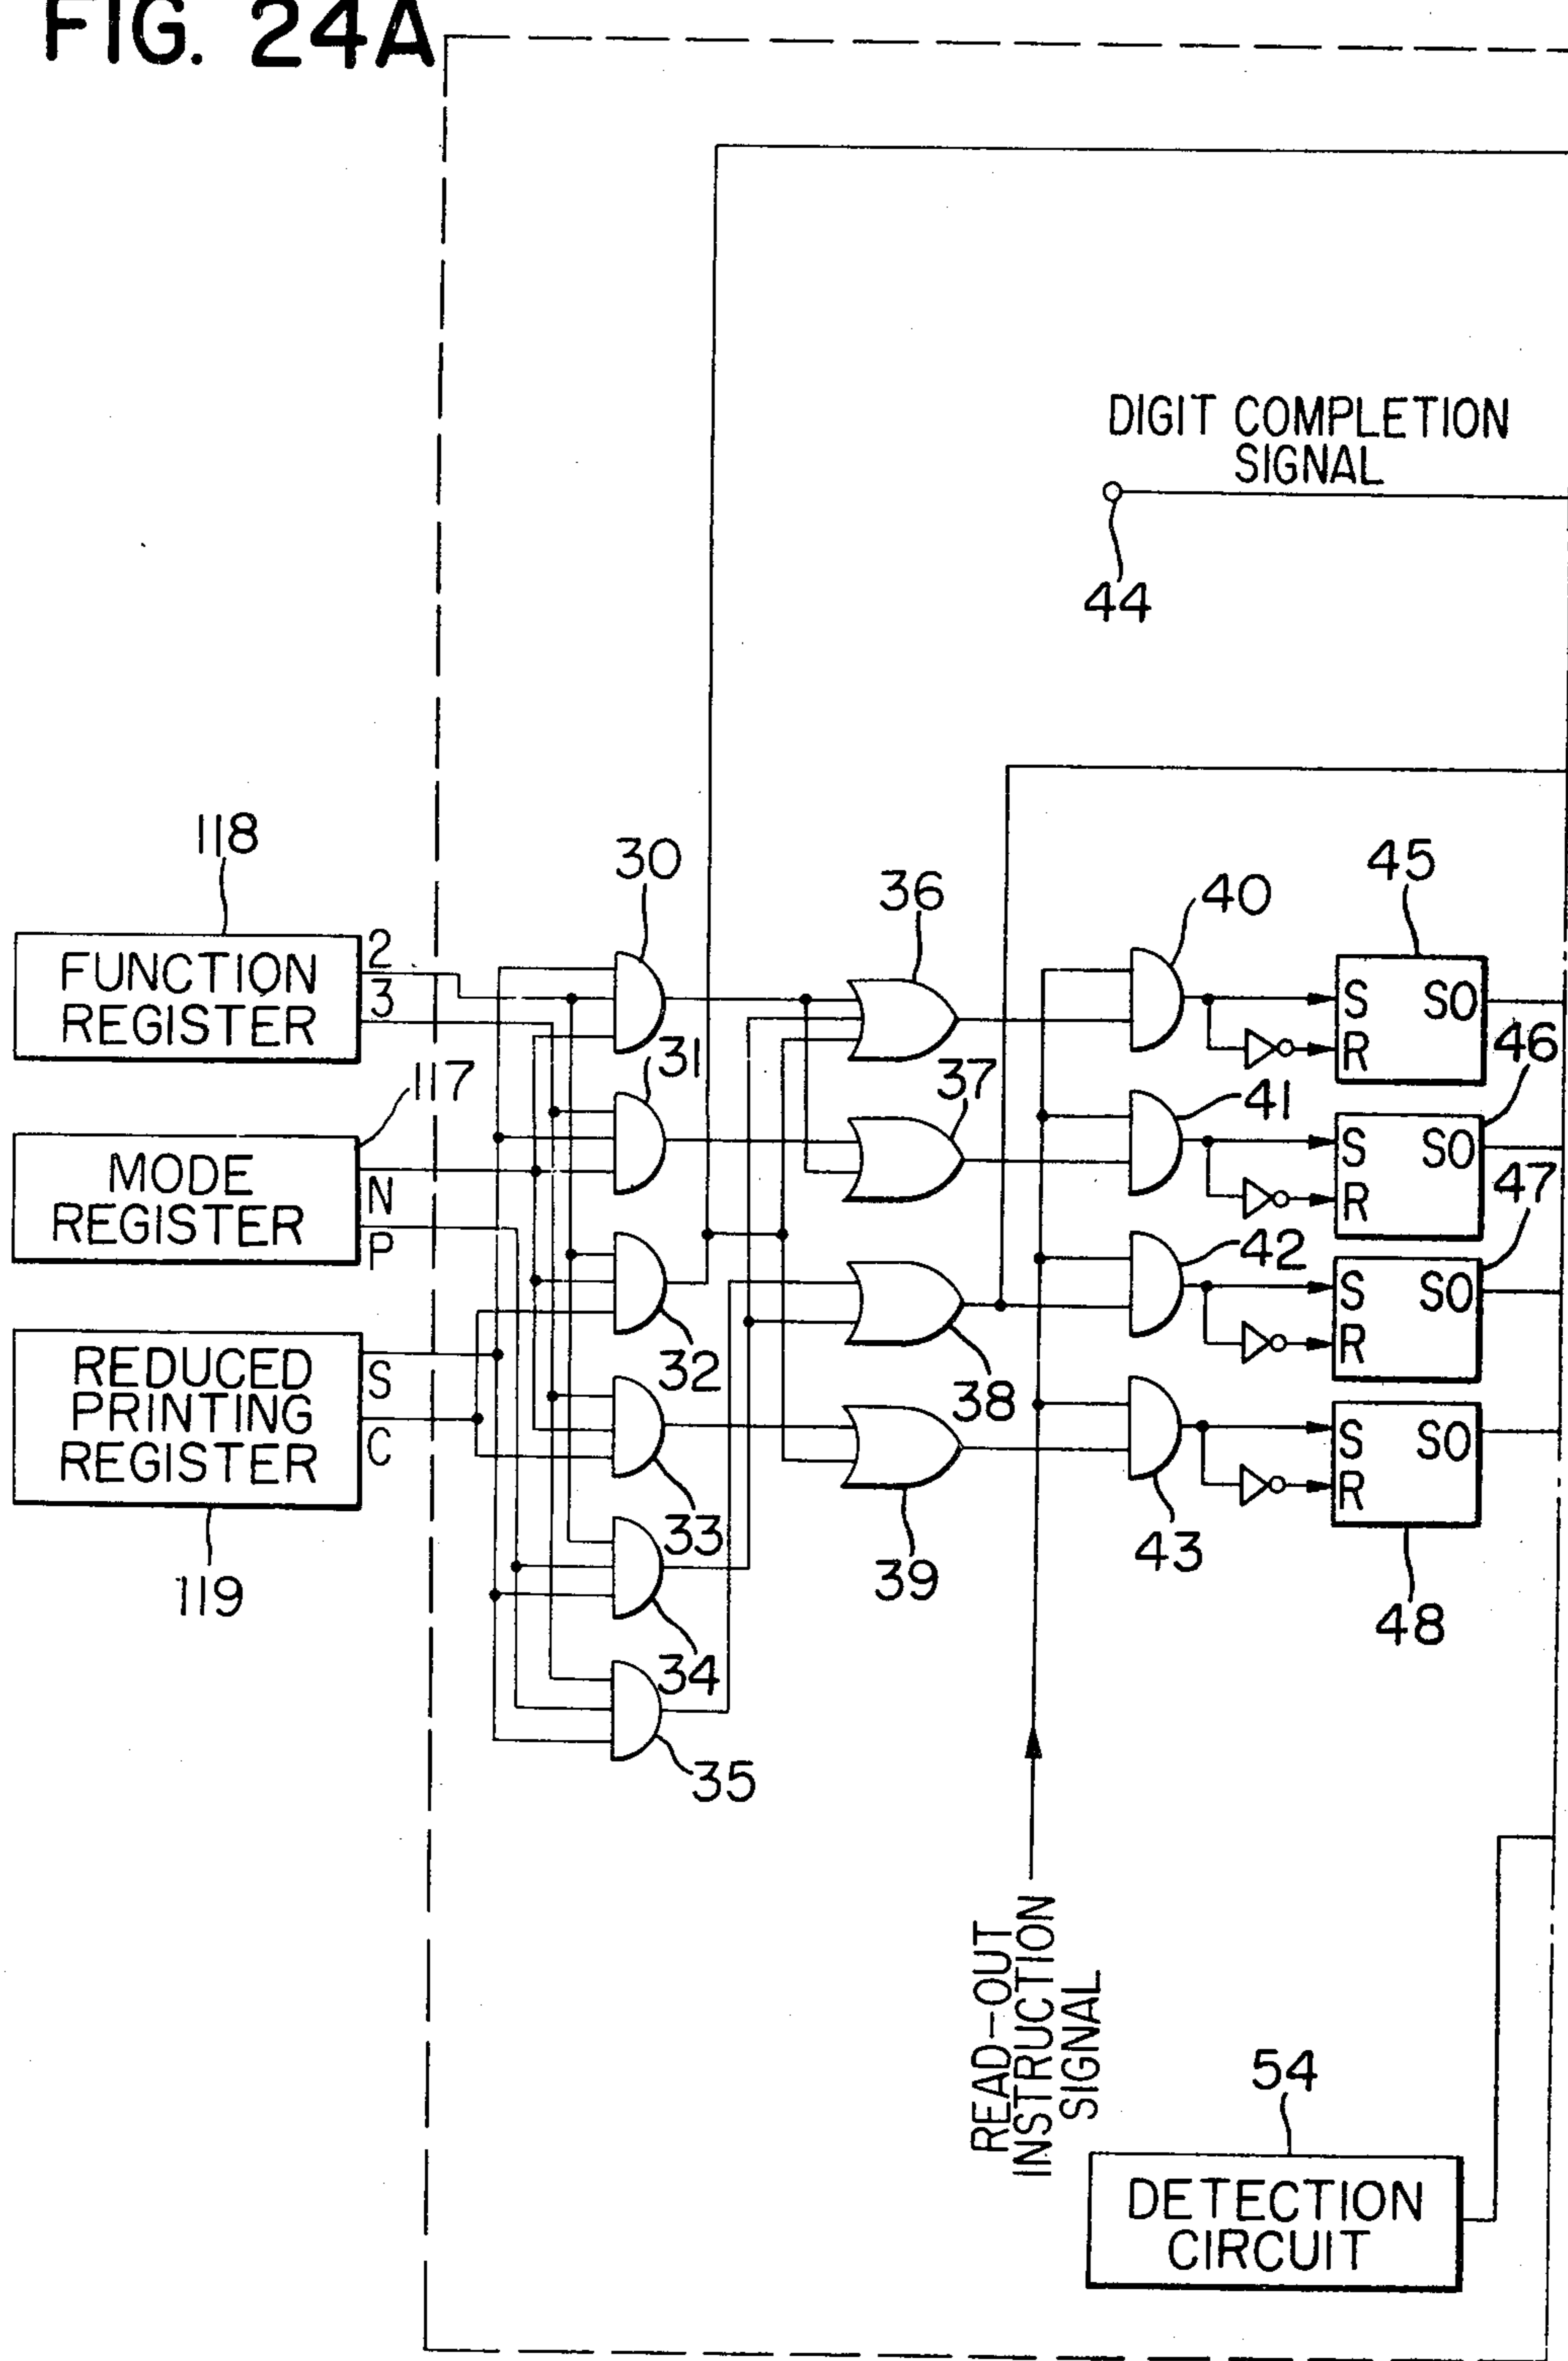 FIG. 24A
DIGIT COMPLETION
SIGNAL
44
118
30
36
40
45
FUNCTION
REGISTER
2
3
S SO
R
31
117
37
41
46
MODE
REGISTER
N
P
S SO
R
42
47
32
38
S SO
R
REDUCED
PRINTING
REGISTER
S
C
33
39
43
S SO
R
48
119
34
35
READ-OUT
INSTRUCTION
SIGNAL
54
DETECTION
CIRCUIT